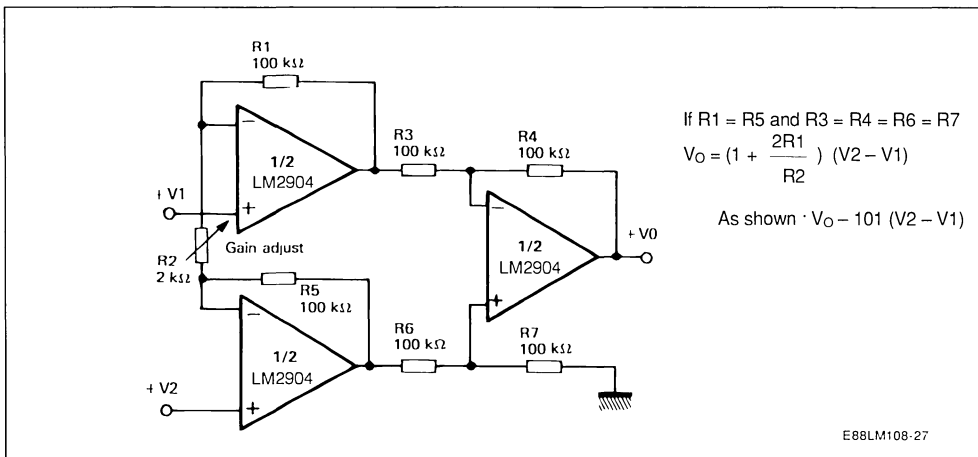 R1
100 kΩ
R3
100 kΩ
R4
100 kΩ
If R1 = R5 and R3 = R4 = R6 = R7
VO = (1 + 2R1/R2) (V2 – V1)
As shown · VO – 101 (V2 – V1)
–
1/2
LM2904
+
+ V1
Gain adjust
R2
2 kΩ
–
1/2
LM2904
+
+ V0
R5
100 kΩ
–
1/2
LM2904
+
+ V2
R6
100 kΩ
R7
100 kΩ
E88LM108-27